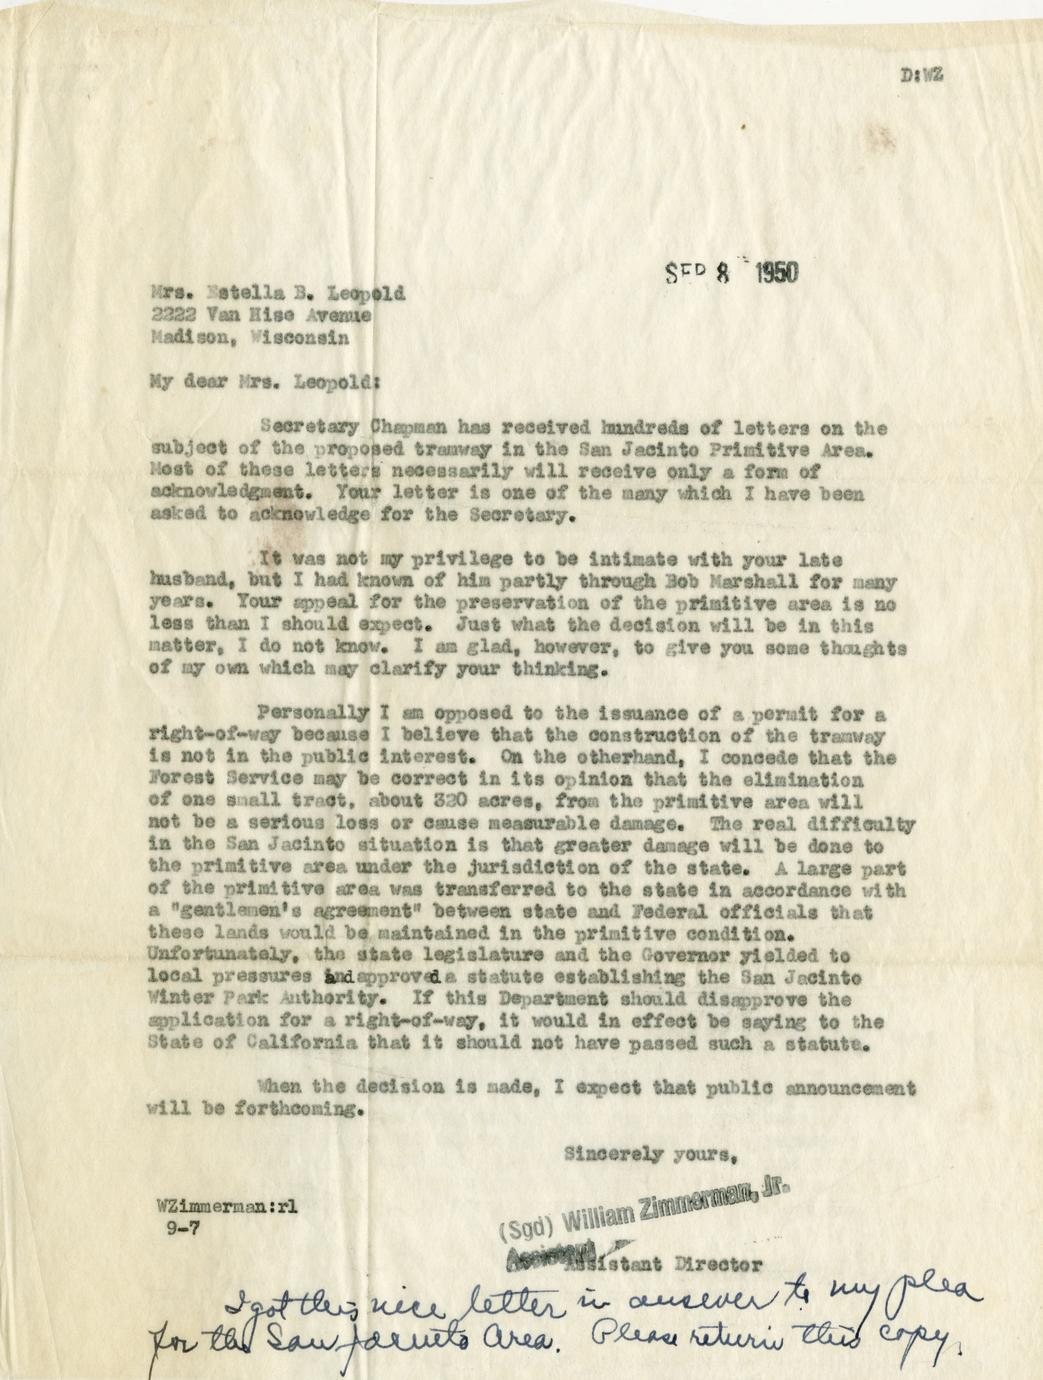 D:WZ
SEP 8 1950
Mrs. Estella B. Leopold
2222 Van Hise Avenue
Madison, Wisconsin
My dear Mrs. Leopold:
Secretary Chapman has received hundreds of letters on the
subject of the proposed tramway in the San Jacinto Primitive Area.
Most of these letters necessarily will receive only a form of
acknowledgment. Your letter is one of the many which I have been
asked to acknowledge for the Secretary.
It was not my privilege to be intimate with your late
husband, but I had known of him partly through Bob Marshall for many
years. Your appeal for the preservation of the primitive area is no
less than I should expect. Just what the decision will be in this
matter, I do not know. I am glad, however, to give you some thoughts
of my own which may clarify your thinking.
Personally I am opposed to the issuance of a permit for a
right-of-way because I believe that the construction of the tramway
is not in the public interest. On the otherhand, I concede that the
Forest Service may be correct in its opinion that the elimination
of one small tract, about 320 acres, from the primitive area will
not be a serious loss or cause measurable damage. The real difficulty
in the San Jacinto situation is that greater damage will be done to
the primitive area under the jurisdiction of the state. A large part
of the primitive area was transferred to the state in accordance with
a "gentlemen's agreement" between state and Federal officials that
these lands would be maintained in the primitive condition.
Unfortunately, the state legislature and the Governor yielded to
local pressures and approved a statute establishing the San Jacinto
Winter Park Authority. If this Department should disapprove the
application for a right-of-way, it would in effect be saying to the
State of California that it should not have passed such a statute.
When the decision is made, I expect that public announcement
will be forthcoming.
Sincerely yours,
WZimmerman:rl
9-7
(Sgd) William Zimmerman, Jr.
Assistant
Assistant Director
I got this nice letter in answer to my plea
for the San Jacinto Area. Please return this copy.